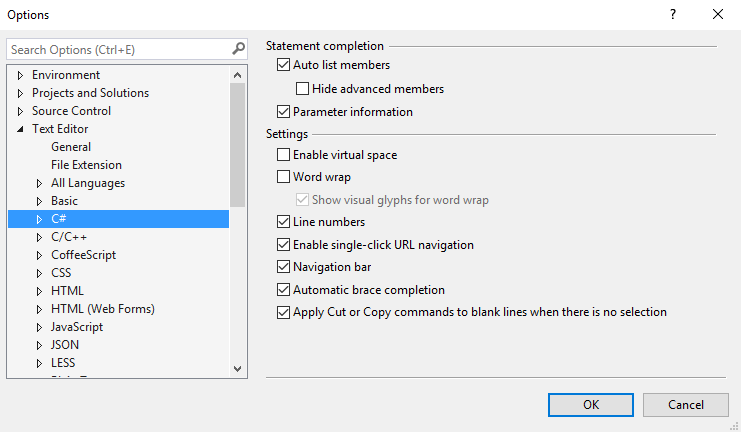 Options
?
Search Options (Ctrl+E)
Environment
Projects and Solutions
Source Control
Text Editor
General
File Extension
All Languages
Basic
C#
C/C++
CoffeeScript
CSS
HTML
HTML (Web Forms)
JavaScript
JSON
LESS
Statement completion
Auto list members
Hide advanced members
Parameter information
Settings
Enable virtual space
Word wrap
Show visual glyphs for word wrap
Line numbers
Enable single-click URL navigation
Navigation bar
Automatic brace completion
Apply Cut or Copy commands to blank lines when there is no selection
OK
Cancel